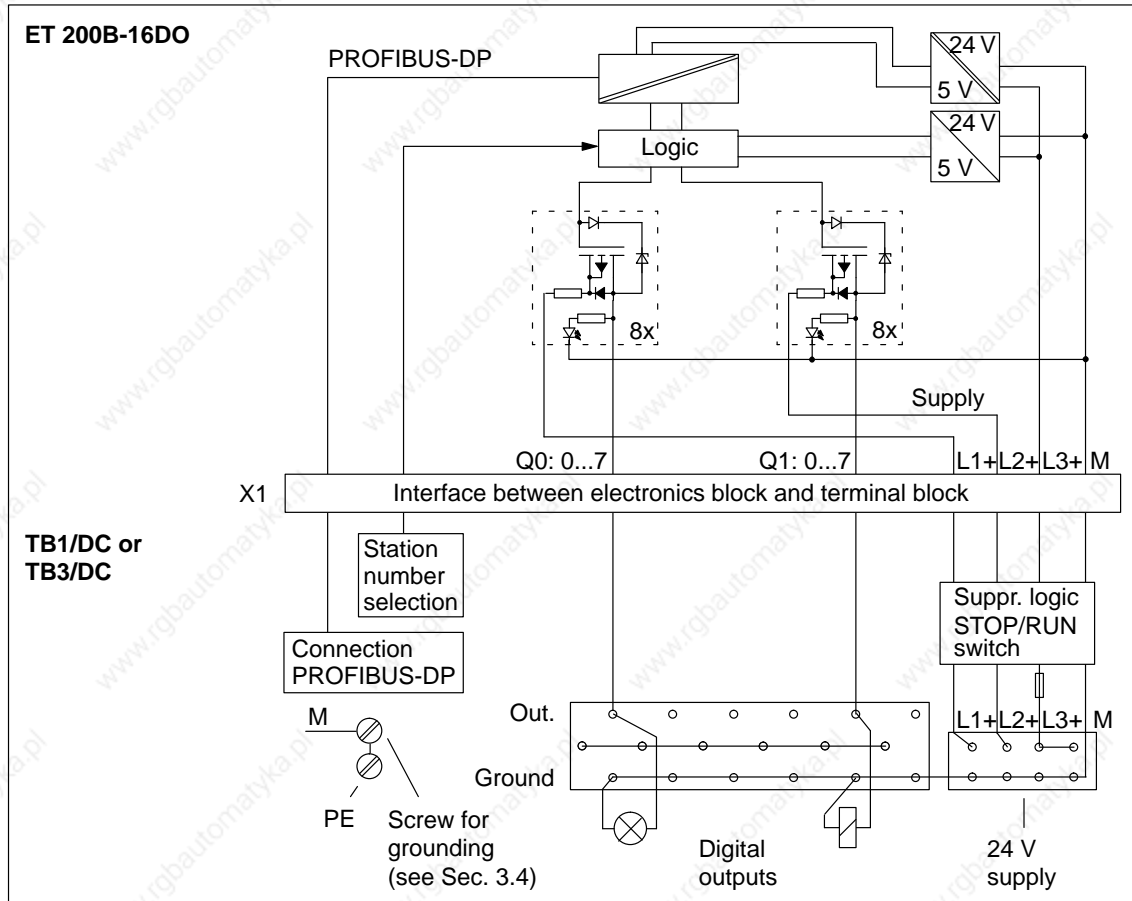 ET 200B-16DO
PROFIBUS-DP
24 V
5 V
24 V
5 V
Logic
8x
8x
Supply
Q0: 0...7
Q1: 0...7
L1+ L2+ L3+ M
X1
Interface between electronics block and terminal block
TB1/DC or
TB3/DC
Station
number
selection
Suppr. logic
STOP/RUN
switch
Connection
PROFIBUS-DP
M
Out.
L1+ L2+ L3+ M
Ground
PE
Screw for
grounding
(see Sec. 3.4)
Digital
outputs
24 V
supply
www.rgbautomatyka.pl